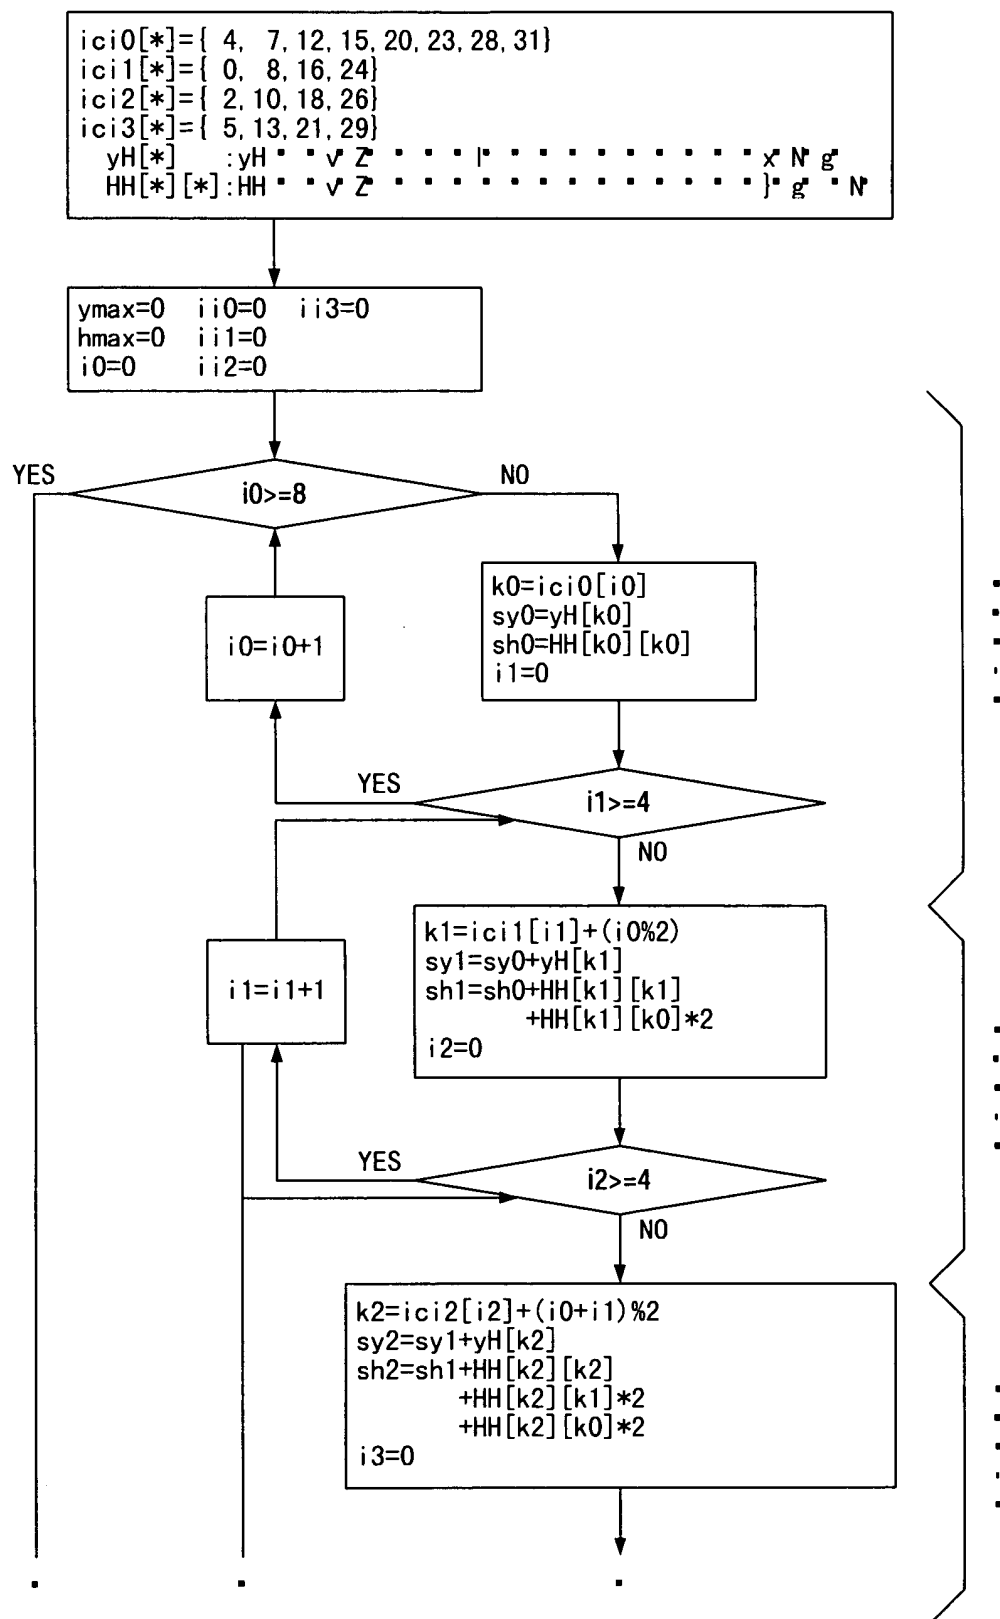 ici0[*]={ 4, 7,12,15,20,23,28,31}
ici1[*]={ 0, 8,16,24}
ici2[*]={ 2,10,18,26}
ici3[*]={ 5,13,21,29}
yH[*] :yH
HH[*][*]:HH
ymax=0 ii0=0 ii3=0
hmax=0 ii1=0
i0=0 ii2=0
YES
i0>=8
NO
k0=ici0[i0]
sy0=yH[k0]
sh0=HH[k0][k0]
i1=0
i0=i0+1
YES
i1>=4
NO
k1=ici1[i1]+(i0%2)
sy1=sy0+yH[k1]
sh1=sh0+HH[k1][k1]
+HH[k1][k0]*2
i2=0
i1=i1+1
YES
i2>=4
NO
k2=ici2[i2]+(i0+i1)%2
sy2=sy1+yH[k2]
sh2=sh1+HH[k2][k2]
+HH[k2][k1]*2
+HH[k2][k0]*2
i3=0